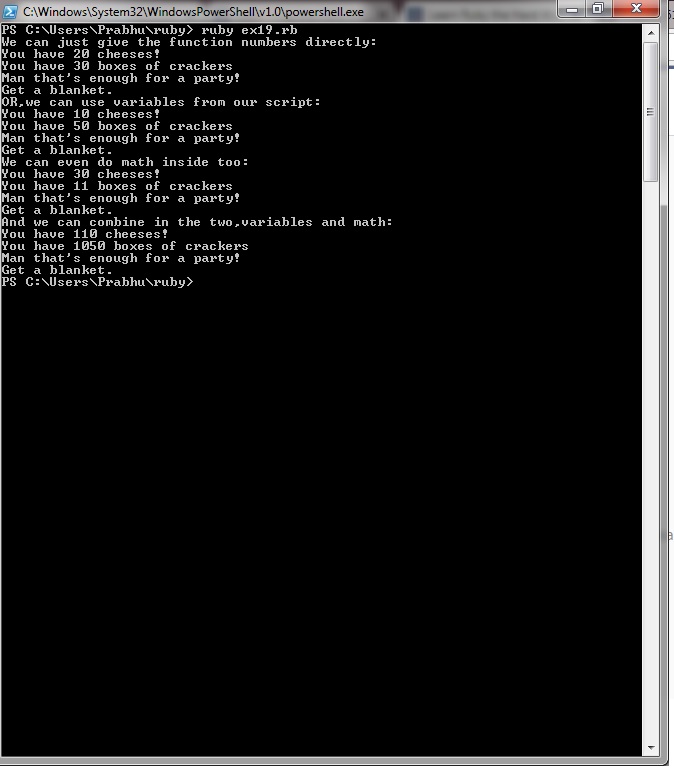 C:\Windows\System32\WindowsPowerShell\v1.0\powershell.exe
PS C:\Users\Prabhu\ruby> ruby ex19.rb
We can just give the function numbers directly:
You have 20 cheeses!
You have 30 boxes of crackers
Man that's enough for a party!
Get a blanket.
OR,we can use variables from our script:
You have 10 cheeses!
You have 50 boxes of crackers
Man that's enough for a party!
Get a blanket.
We can even do math inside too:
You have 30 cheeses!
You have 11 boxes of crackers
Man that's enough for a party!
Get a blanket.
And we can combine in the two,variables and math:
You have 110 cheeses!
You have 1050 boxes of crackers
Man that's enough for a party!
Get a blanket.
PS C:\Users\Prabhu\ruby>